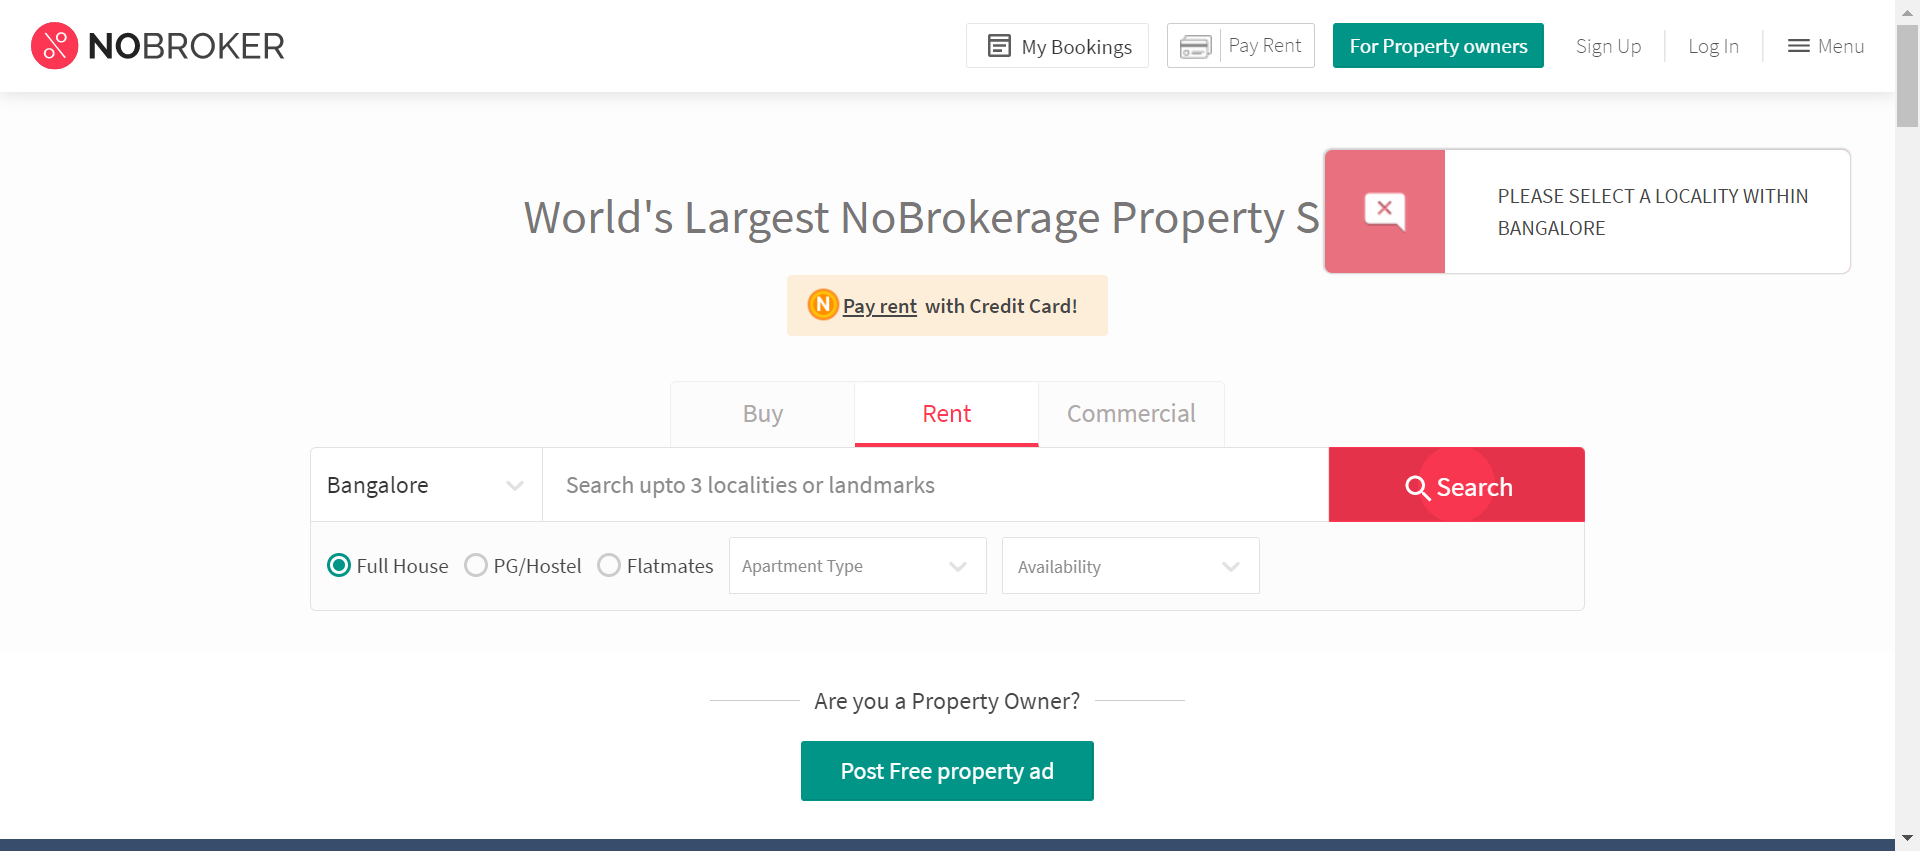 NOBROKER
My Bookings
Pay Rent
For Property owners
Sign Up
Log In
Menu
PLEASE SELECT A LOCALITY WITHIN
BANGALORE
World's Largest NoBrokerage Property S
N Pay rent with Credit Card!
Buy
Rent
Commercial
Bangalore
Search upto 3 localities or landmarks
Search
Full House
PG/Hostel
Flatmates
Apartment Type
Availability
Are you a Property Owner?
Post Free property ad